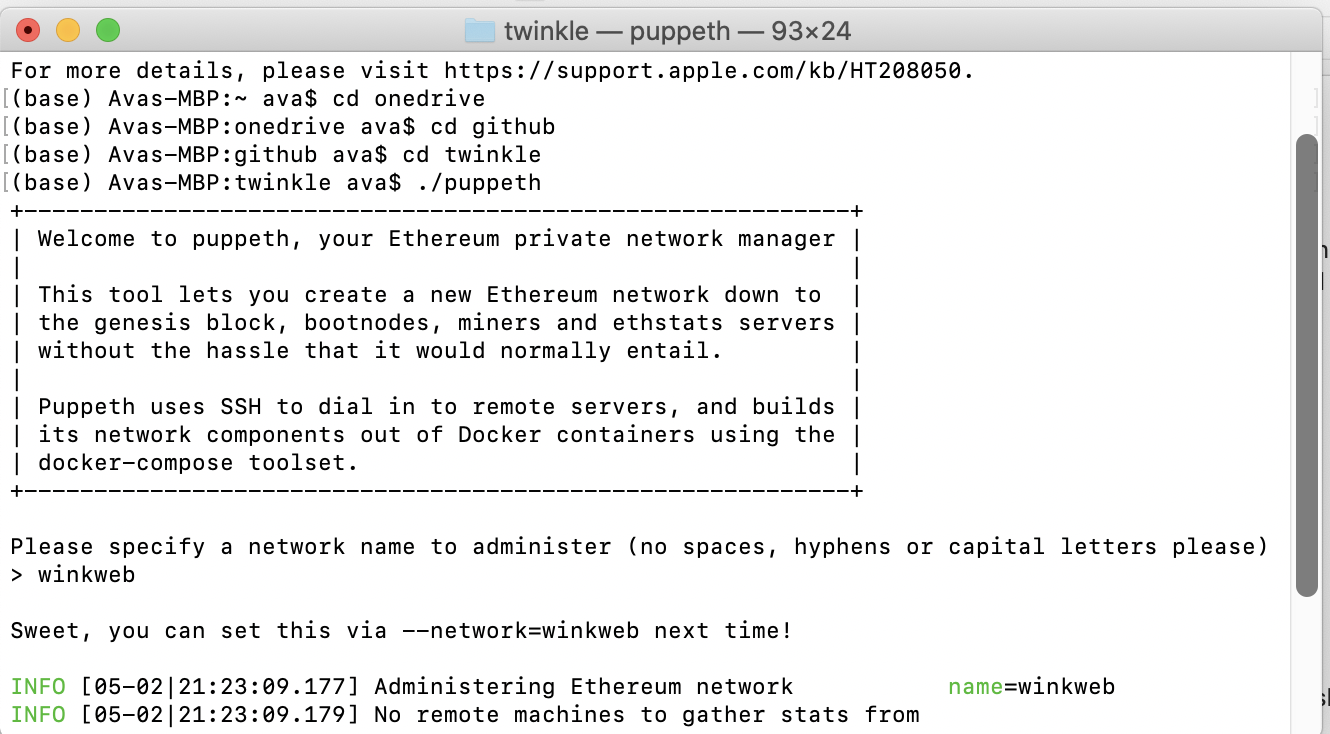 twinkle — puppeth — 93×24
For more details, please visit https://support.apple.com/kb/HT208050.
[(base) Avas-MBP:~ ava$ cd onedrive ]
[(base) Avas-MBP:onedrive ava$ cd github ]
[(base) Avas-MBP:github ava$ cd twinkle ]
[(base) Avas-MBP:twinkle ava$ ./puppeth ]
+-----------------------------------------------------------+
| Welcome to puppeth, your Ethereum private network manager |
|                                                           |
| This tool lets you create a new Ethereum network down to  |
| the genesis block, bootnodes, miners and ethstats servers |
| without the hassle that it would normally entail.         |
|                                                           |
| Puppeth uses SSH to dial in to remote servers, and builds |
| its network components out of Docker containers using the |
| docker-compose toolset.                                   |
+-----------------------------------------------------------+
Please specify a network name to administer (no spaces, hyphens or capital letters please)
> winkweb
Sweet, you can set this via --network=winkweb next time!
INFO [05-02|21:23:09.177] Administering Ethereum network           name=winkweb
INFO [05-02|21:23:09.179] No remote machines to gather stats from